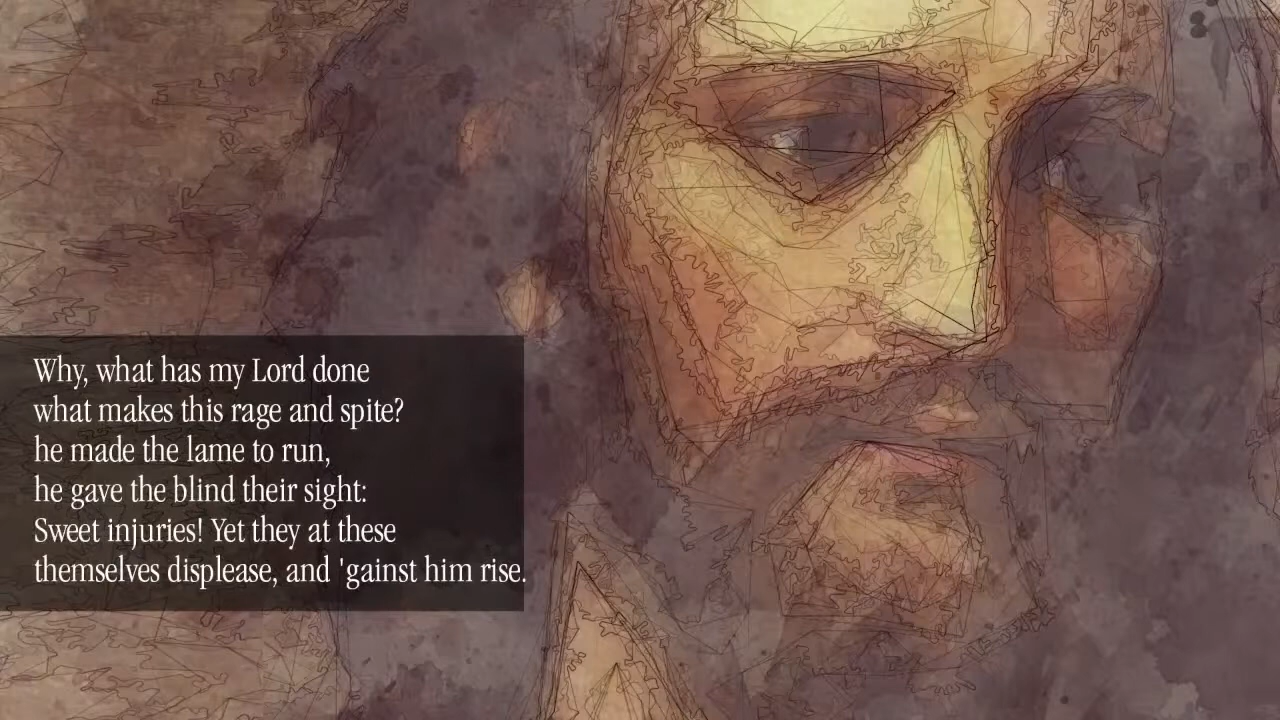 Why, what has my Lord done
what makes this rage and spite?
he made the lame to run,
he gave the blind their sight:
Sweet injuries! Yet they at these
themselves displease, and 'gainst him rise.